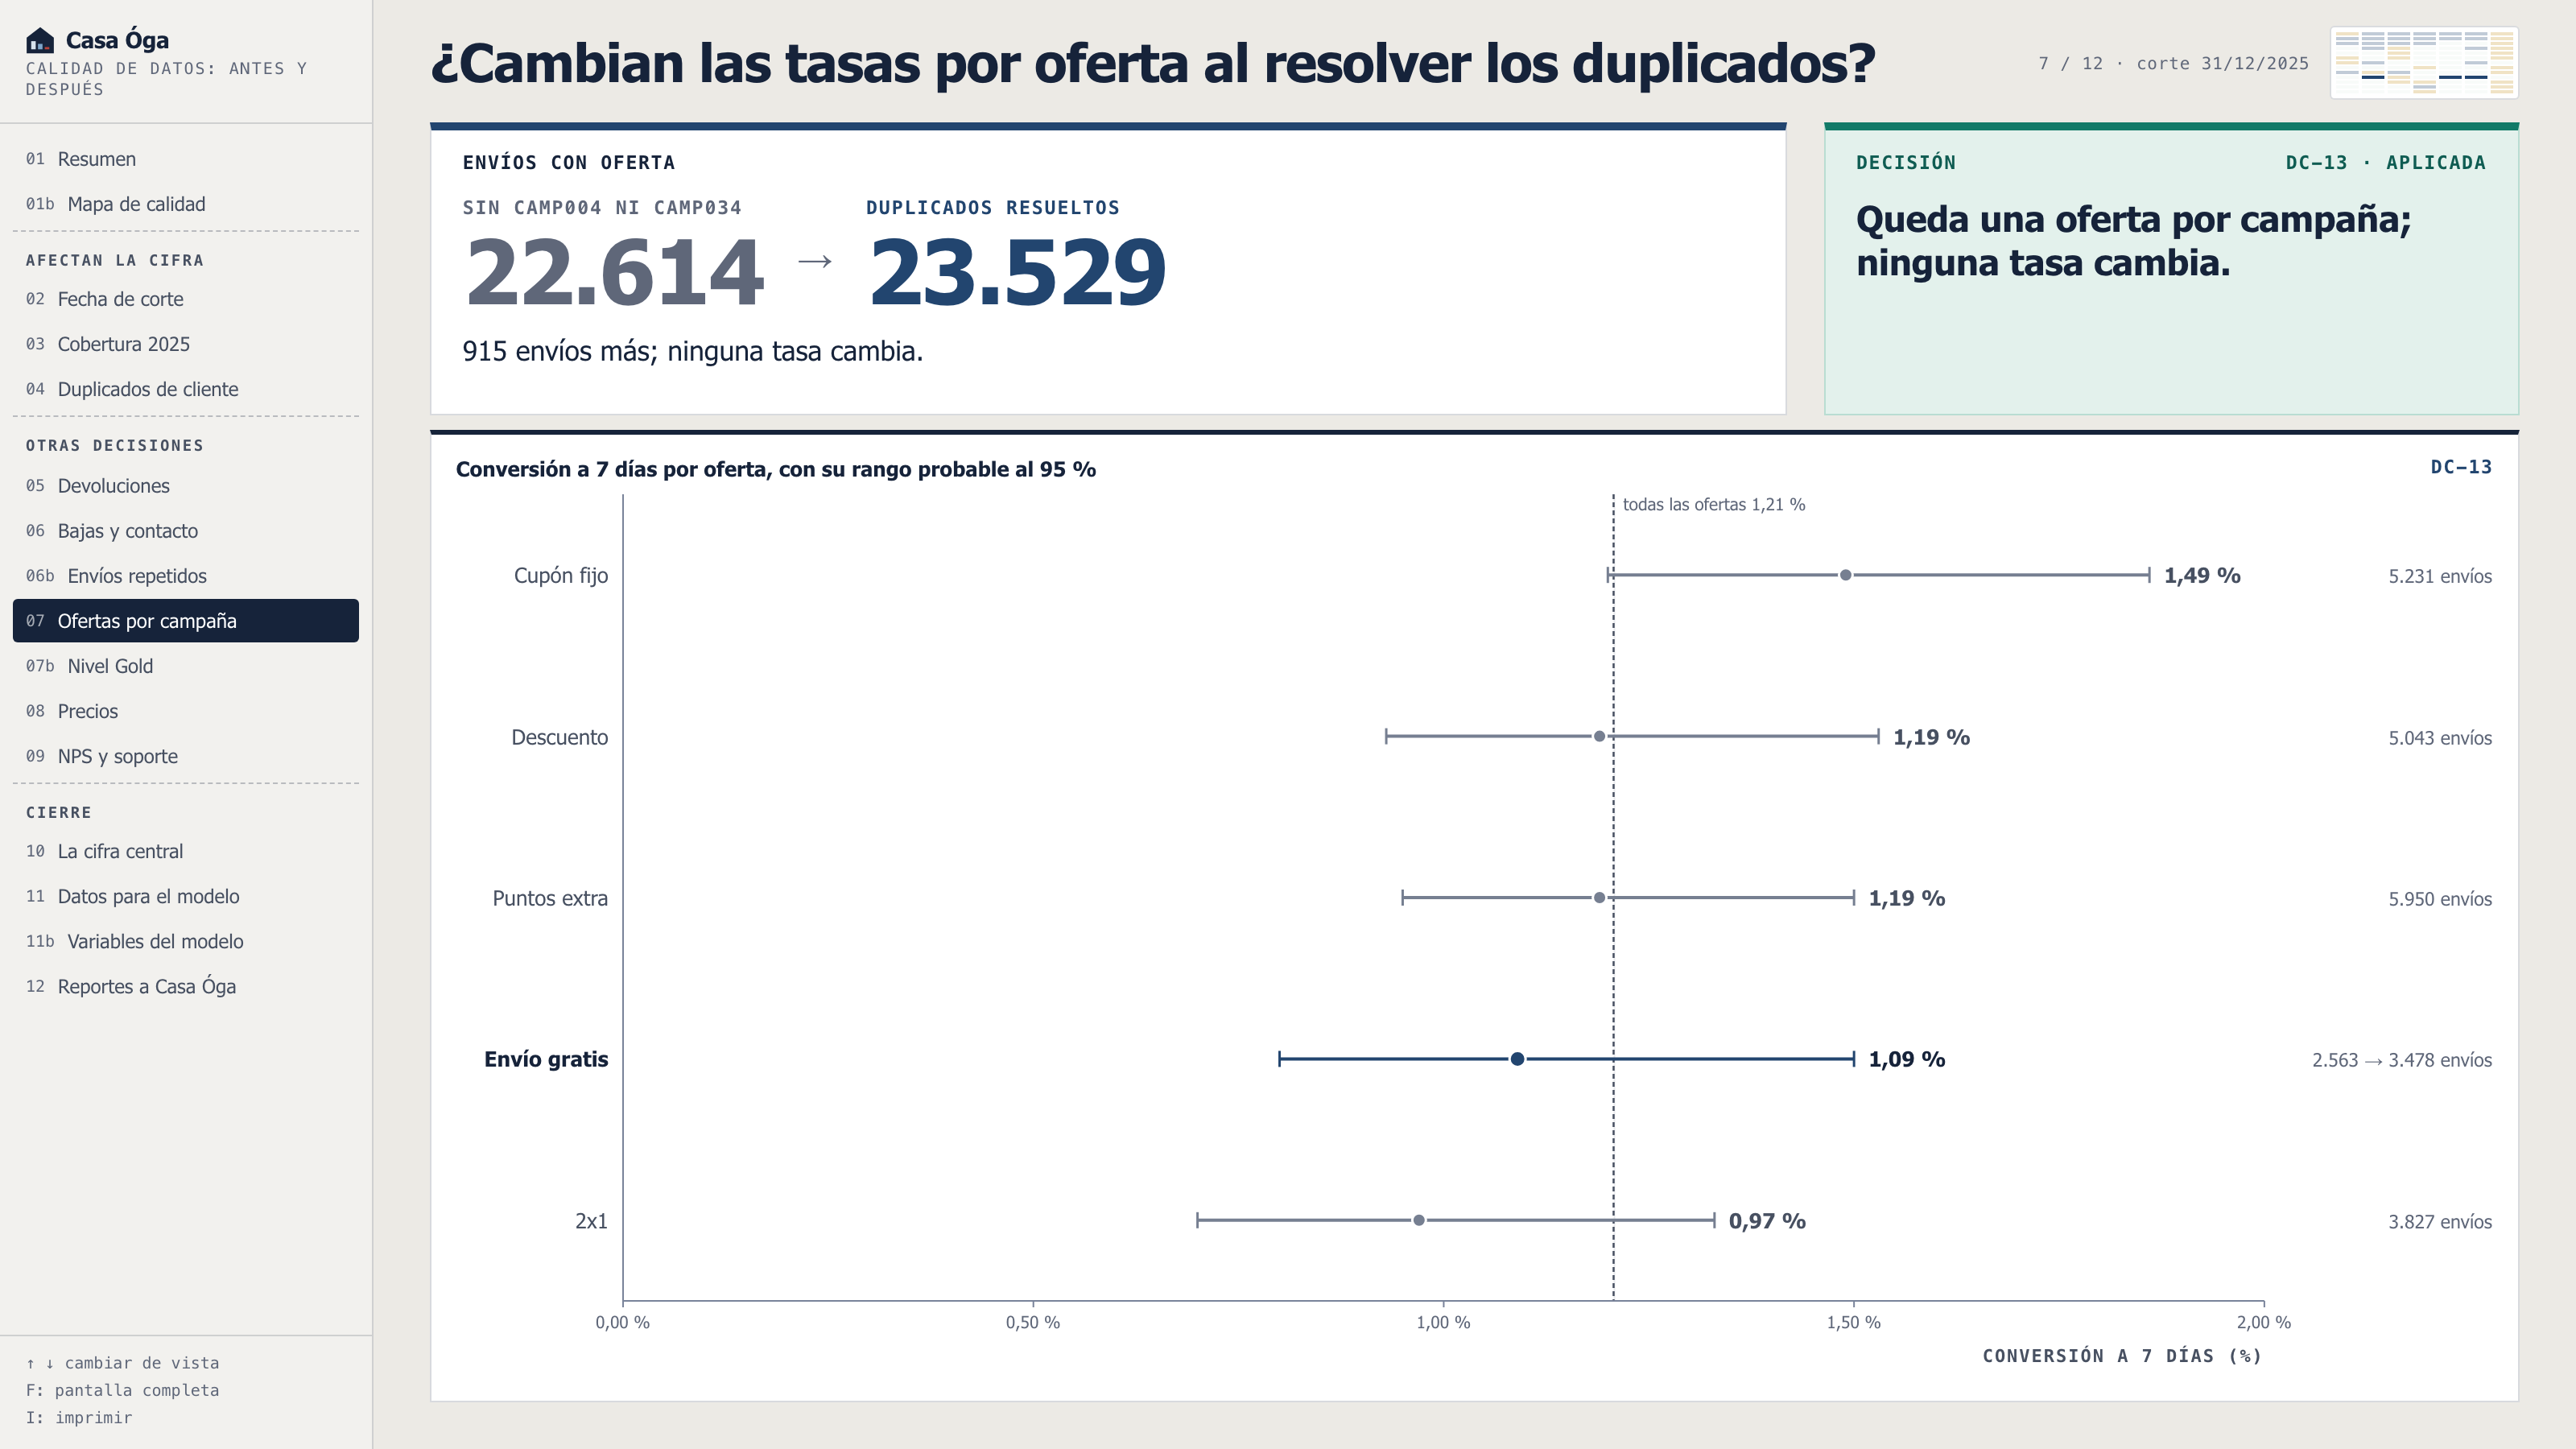 Casa Óga
CALIDAD DE DATOS: ANTES Y
DESPUÉS
01 Resumen
01b Mapa de calidad
AFECTAN LA CIFRA
02 Fecha de corte
03 Cobertura 2025
04 Duplicados de cliente
OTRAS DECISIONES
05 Devoluciones
06 Bajas y contacto
06b Envíos repetidos
07 Ofertas por campaña
07b Nivel Gold
08 Precios
09 NPS y soporte
CIERRE
10 La cifra central
11 Datos para el modelo
11b Variables del modelo
12 Reportes a Casa Óga
↑ ↓ cambiar de vista
F: pantalla completa
I: imprimir
¿Cambian las tasas por oferta al resolver los duplicados?
7 / 12 · corte 31/12/2025
ENVÍOS CON OFERTA
SIN CAMP004 NI CAMP034
22.614
→
DUPLICADOS RESUELTOS
23.529
915 envíos más; ninguna tasa cambia.
DECISIÓN
DC–13 · APLICADA
Queda una oferta por campaña;
ninguna tasa cambia.
Conversión a 7 días por oferta, con su rango probable al 95 %
DC–13
todas las ofertas 1,21 %
Cupón fijo 1,49 % 5.231 envíos
Descuento 1,19 % 5.043 envíos
Puntos extra 1,19 % 5.950 envíos
Envío gratis 1,09 % 2.563 → 3.478 envíos
2x1 0,97 % 3.827 envíos
0,00 % 0,50 % 1,00 % 1,50 % 2,00 %
CONVERSIÓN A 7 DÍAS (%)